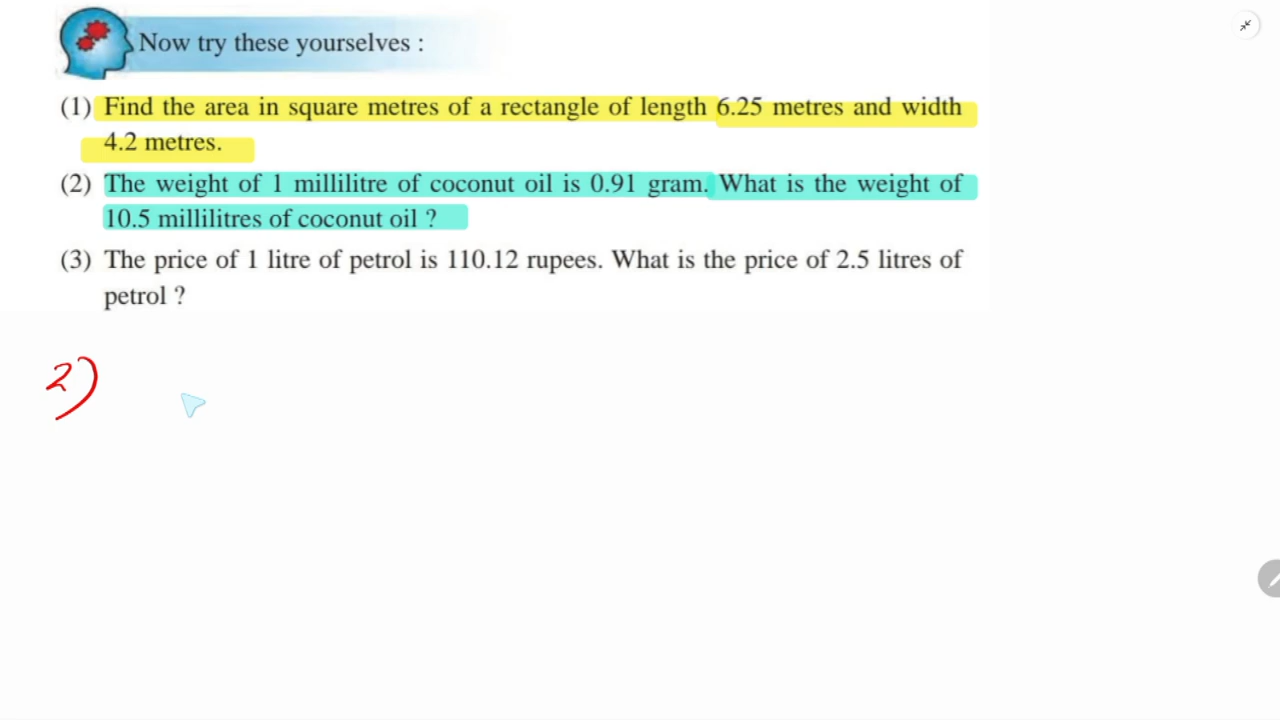 Now try these yourselves :
(1) Find the area in square metres of a rectangle of length 6.25 metres and width
4.2 metres.
(2) The weight of 1 millilitre of coconut oil is 0.91 gram. What is the weight of
10.5 millilitres of coconut oil ?
(3) The price of 1 litre of petrol is 110.12 rupees. What is the price of 2.5 litres of
petrol ?
2)